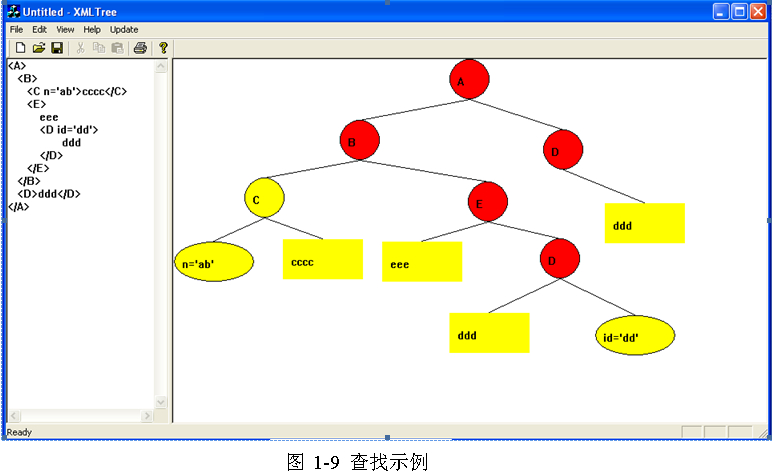 Untitled - XMLTree
File Edit View Help Update
<A>
<B>
<C n='ab'>cccc</C>
<E>
eee
<D id='dd'>
ddd
</D>
</E>
</B>
<D>ddd</D>
</A>
A
B
D
C
E
ddd
n='ab'
cccc
eee
D
ddd
id='dd'
Ready
图 1-9 查找示例